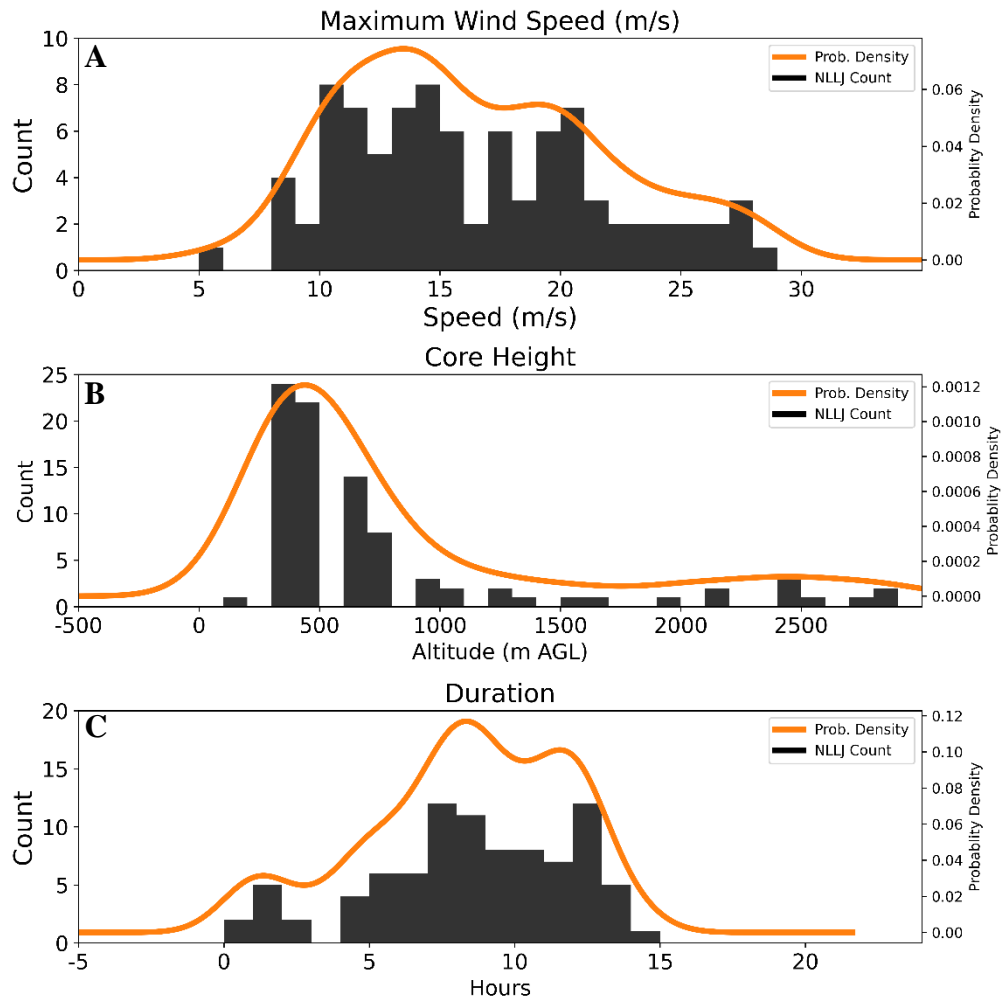 Maximum Wind Speed (m/s)
A
Prob. Density
NLLJ Count
10
8
6
4
2
0
Count
0.06
0.04
0.02
0.00
Probablity Density
0 5 10 15 20 25 30
Speed (m/s)
Core Height
B
Prob. Density
NLLJ Count
25
20
15
10
5
0
Count
0.0012
0.0010
0.0008
0.0006
0.0004
0.0002
0.0000
Probablity Density
-500 0 500 1000 1500 2000 2500
Altitude (m AGL)
Duration
C
Prob. Density
NLLJ Count
20
15
10
5
0
Count
0.12
0.10
0.08
0.06
0.04
0.02
0.00
Probablity Density
-5 0 5 10 15 20
Hours